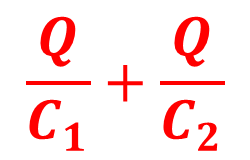 Q/C₁ + Q/C₂